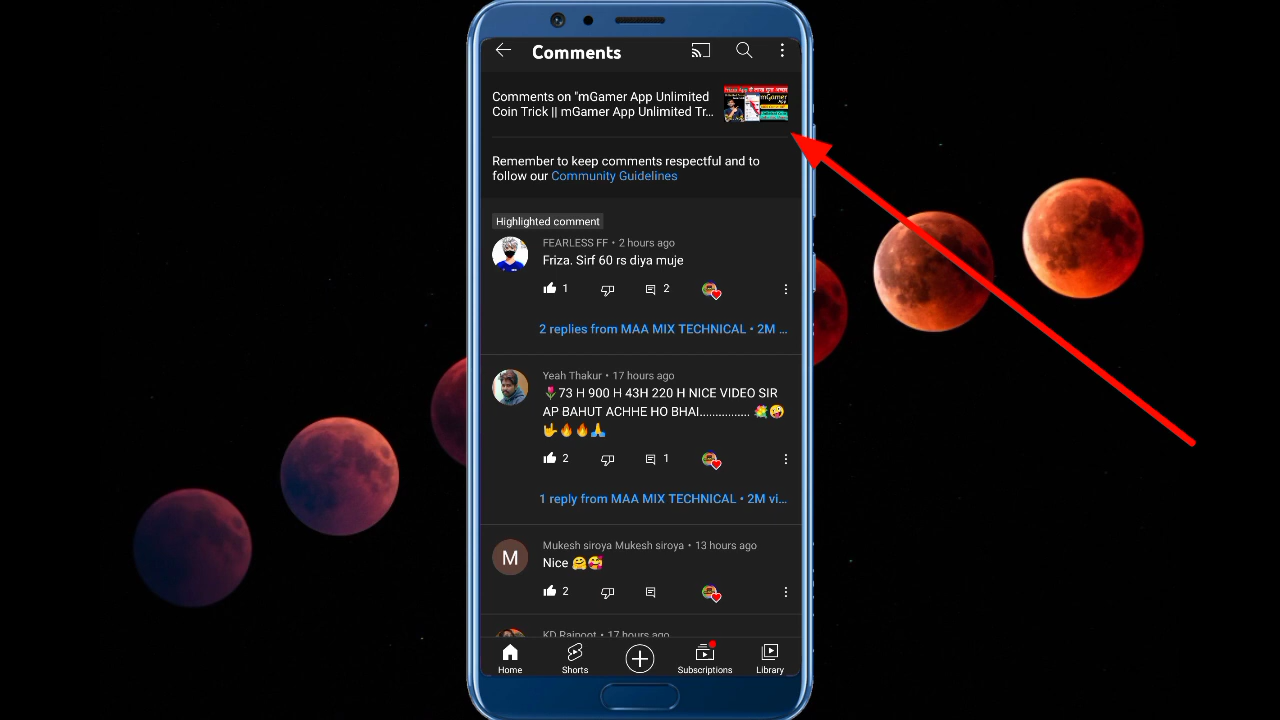 Comments
Comments on "mGamer App Unlimited
Coin Trick || mGamer App Unlimited Tr...
mGamer
App
Remember to keep comments respectful and to
follow our Community Guidelines
Highlighted comment
FEARLESS FF • 2 hours ago
Friza. Sirf 60 rs diya muje
1
2
2 replies from MAA MIX TECHNICAL • 2M ...
Yeah Thakur • 17 hours ago
🌷73 H 900 H 43H 220 H NICE VIDEO SIR
AP BAHUT ACHHE HO BHAI................ 💐🤪
🤟🔥🔥🙏
2
1
1 reply from MAA MIX TECHNICAL • 2M vi...
M
Mukesh siroya Mukesh siroya • 13 hours ago
Nice 🤗🥰
2
KD Rajpoot • 17 hours ago
Home
Shorts
Subscriptions
Library